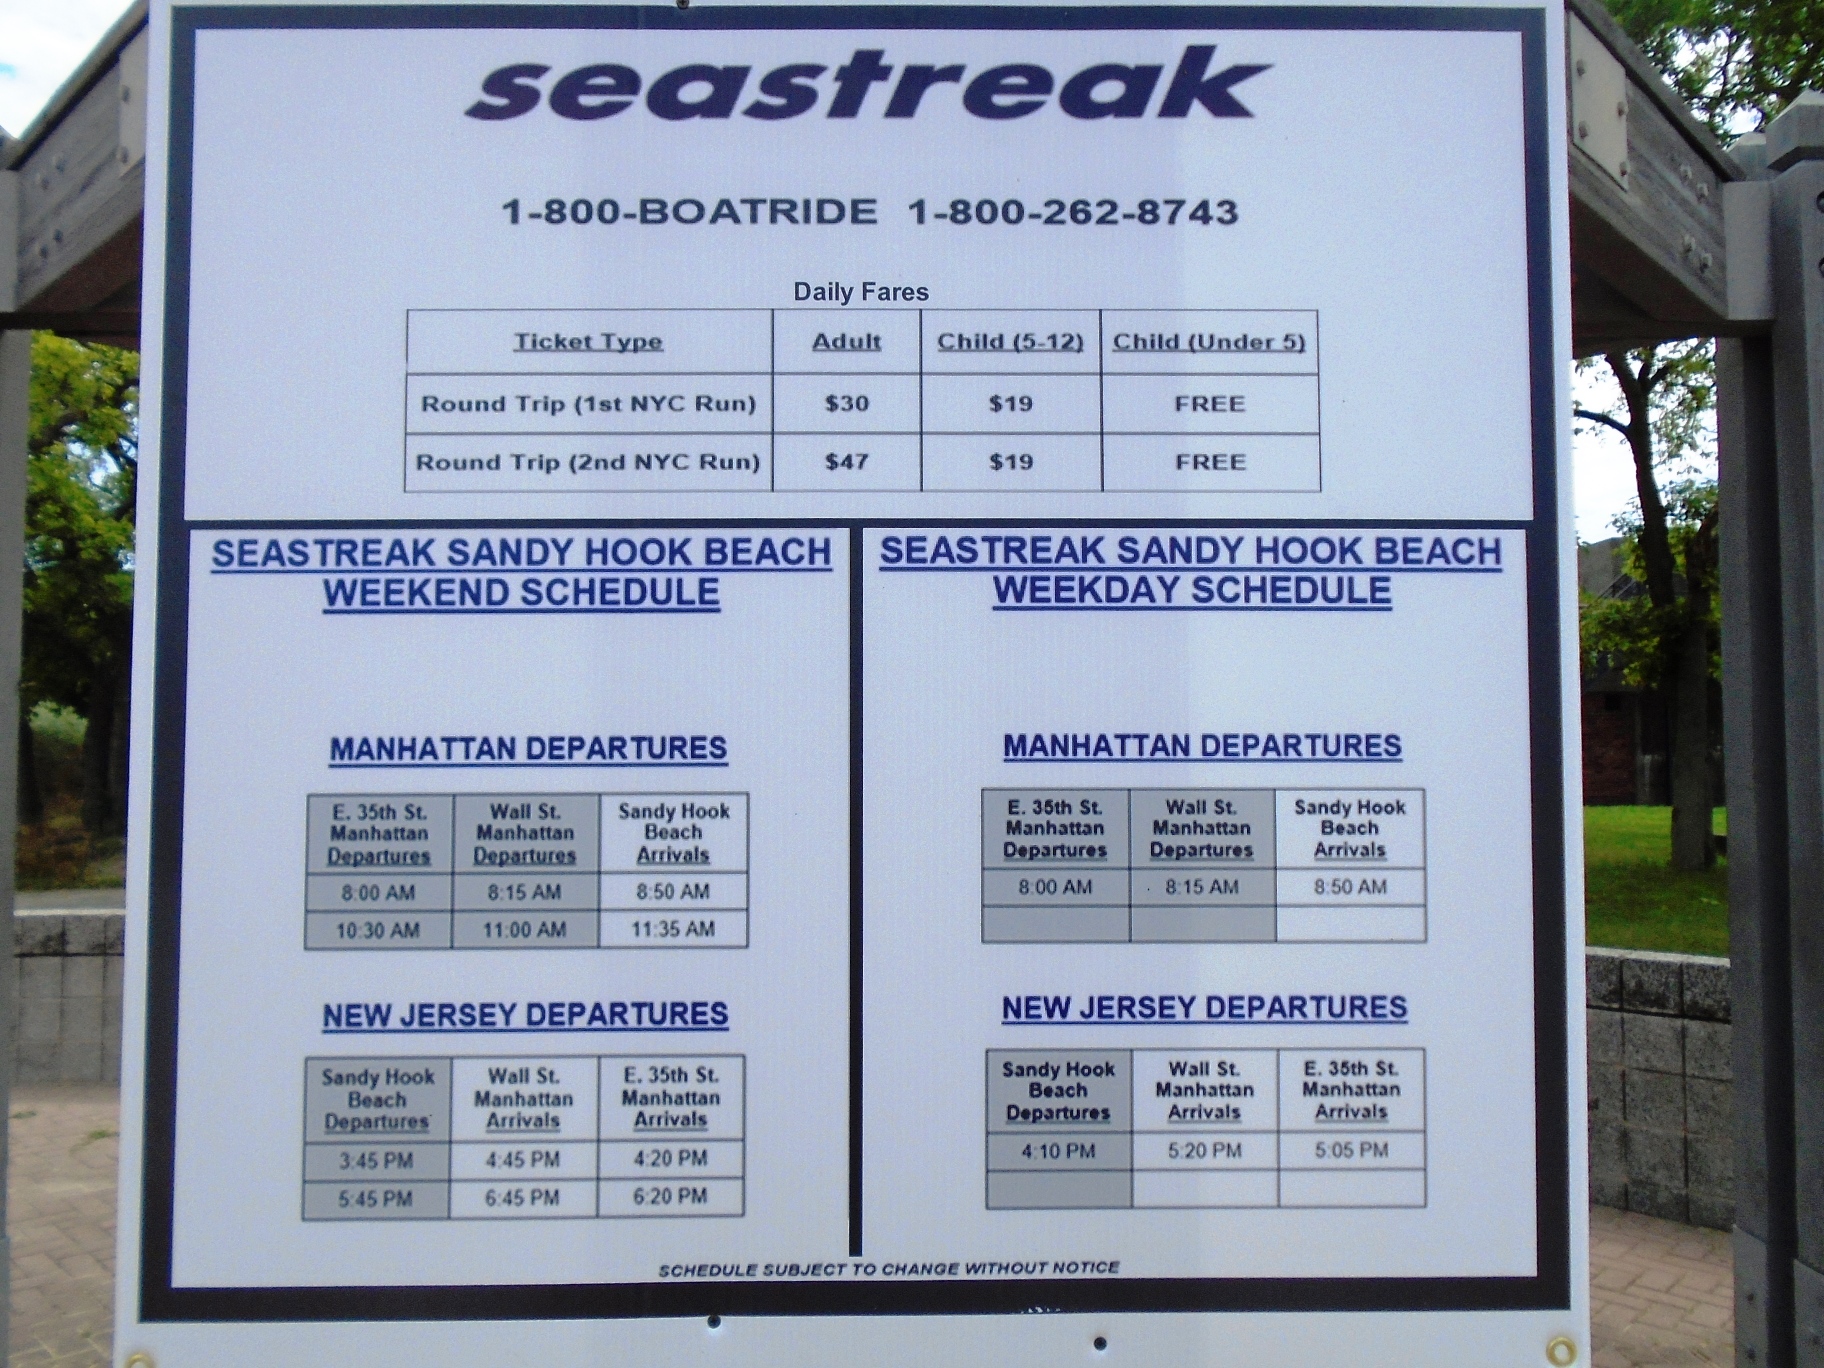 seastreak
1-800-BOATRIDE 1-800-262-8743
Daily Fares
Ticket Type Adult Child (5-12) Child (Under 5)
Round Trip (1st NYC Run) $30 $19 FREE
Round Trip (2nd NYC Run) $47 $19 FREE
SEASTREAK SANDY HOOK BEACH
WEEKEND SCHEDULE
MANHATTAN DEPARTURES
E. 35th St. Wall St. Sandy Hook
Manhattan Manhattan Beach
Departures Departures Arrivals
8:00 AM 8:15 AM 8:50 AM
10:30 AM 11:00 AM 11:35 AM
NEW JERSEY DEPARTURES
Sandy Hook Wall St. E. 35th St.
Beach Manhattan Manhattan
Departures Arrivals Arrivals
3:45 PM 4:45 PM 4:20 PM
5:45 PM 6:45 PM 6:20 PM
SEASTREAK SANDY HOOK BEACH
WEEKDAY SCHEDULE
MANHATTAN DEPARTURES
E. 35th St. Wall St. Sandy Hook
Manhattan Manhattan Beach
Departures Departures Arrivals
8:00 AM 8:15 AM 8:50 AM
NEW JERSEY DEPARTURES
Sandy Hook Wall St. E. 35th St.
Beach Manhattan Manhattan
Departures Arrivals Arrivals
4:10 PM 5:20 PM 5:05 PM
SCHEDULE SUBJECT TO CHANGE WITHOUT NOTICE